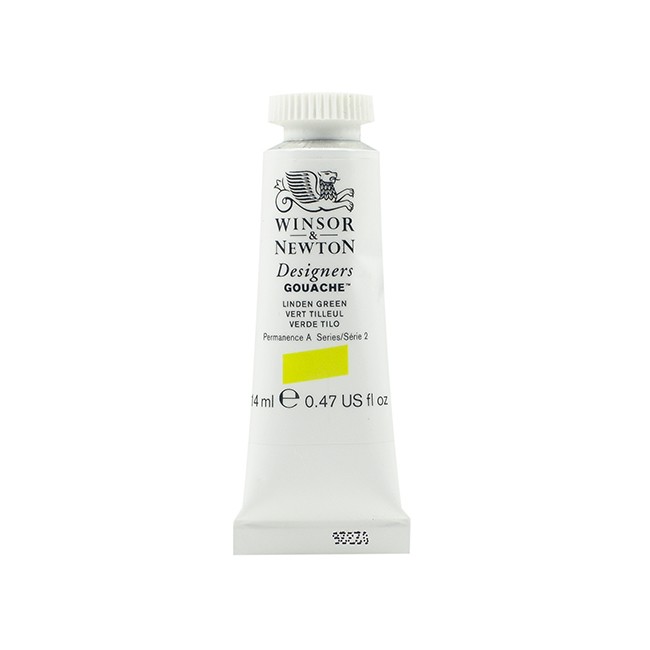 WINSOR
&
NEWTON
Designers
GOUACHE™
LINDEN GREEN
VERT TILLEUL
VERDE TILO
Permanence A Series/Série 2
14 ml ℮ 0.47 US fl oz